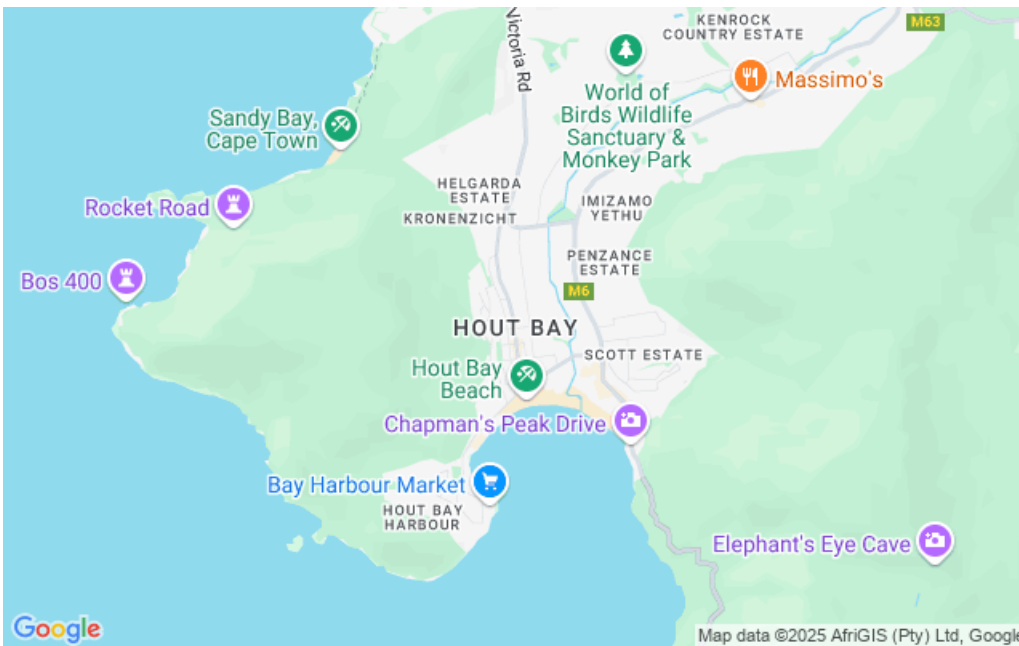 Victoria Rd
KENROCK
COUNTRY ESTATE
M63
Massimo's
World of
Birds Wildlife
Sanctuary &
Monkey Park
Sandy Bay,
Cape Town
HELGARDA
ESTATE
KRONENZICHT
IMIZAMO
YETHU
Rocket Road
PENZANCE
ESTATE
Bos 400
M6
HOUT BAY
SCOTT ESTATE
Hout Bay
Beach
Chapman's Peak Drive
Bay Harbour Market
HOUT BAY
HARBOUR
Elephant's Eye Cave
Google
Map data ©2025 AfriGIS (Pty) Ltd, Google